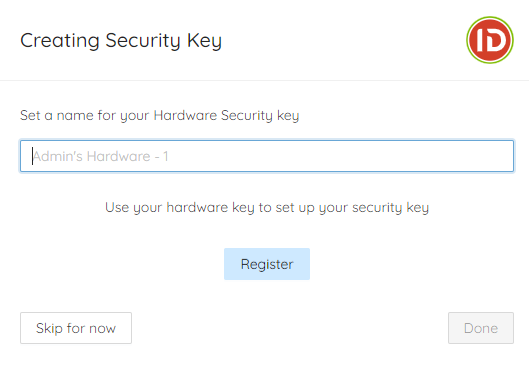 Creating Security Key
ID
Set a name for your Hardware Security key
Admin's Hardware - 1
Use your hardware key to set up your security key
Register
Skip for now
Done